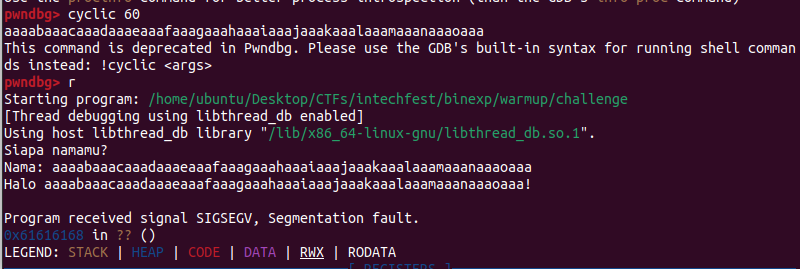 pwndbg> cyclic 60
aaaabaaacaaadaaaeaaafaaagaaahaaaiaaajaaakaaalaaamaaanaaaoaaa
This command is deprecated in Pwndbg. Please use the GDB's built-in syntax for running shell comman
ds instead: !cyclic <args>
pwndbg> r
Starting program: /home/ubuntu/Desktop/CTFs/intechfest/binexp/warmup/challenge
[Thread debugging using libthread_db enabled]
Using host libthread_db library "/lib/x86_64-linux-gnu/libthread_db.so.1".
Siapa namamu?
Nama: aaaabaaacaaadaaaeaaafaaagaaahaaaiaaajaaakaaalaaamaaanaaaoaaa
Halo aaaabaaacaaadaaaeaaafaaagaaahaaaiaaajaaakaaalaaamaaanaaaoaaa!
Program received signal SIGSEGV, Segmentation fault.
0x61616168 in ?? ()
LEGEND: STACK | HEAP | CODE | DATA | RWX | RODATA